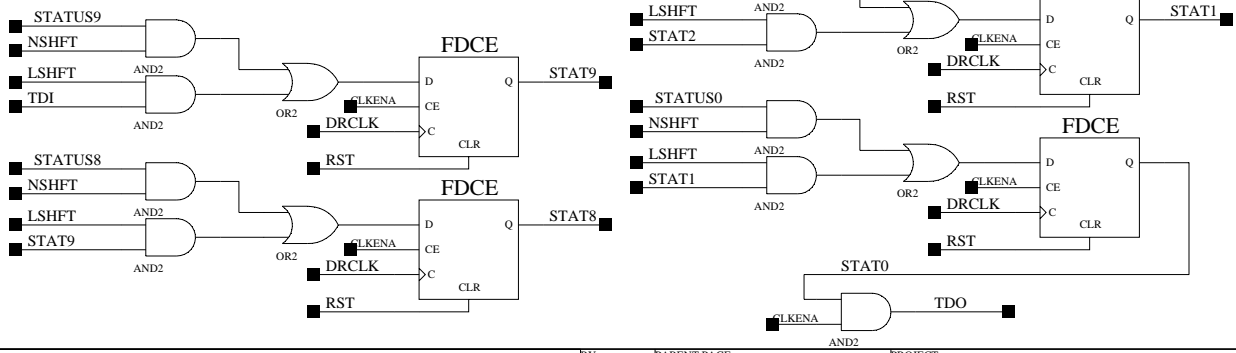 STATUS9
NSHFT
AND2
LSHFT
TDI
AND2
OR2
FDCE
D
Q
STAT9
CLKENA
CE
DRCLK
C
CLR
RST
STATUS8
NSHFT
AND2
LSHFT
STAT9
AND2
OR2
FDCE
D
Q
STAT8
CLKENA
CE
DRCLK
C
CLR
RST
AND2
LSHFT
STAT2
AND2
OR2
D
Q
STAT1
CLKENA
CE
DRCLK
C
CLR
RST
STATUS0
NSHFT
AND2
LSHFT
STAT1
AND2
OR2
FDCE
D
Q
CLKENA
CE
DRCLK
C
CLR
RST
STAT0
CLKENA
AND2
TDO